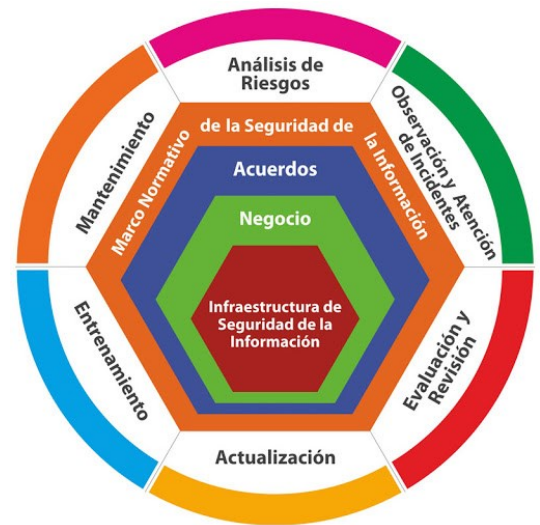 Análisis de
Riesgos
Observación y Atención
de Incidentes
Evaluación y
Revisión
Actualización
Entrenamiento
Mantenimiento
Marco Normativo
de la Seguridad de
la Información
Acuerdos
Negocio
Infraestructura de
Seguridad de la
Información